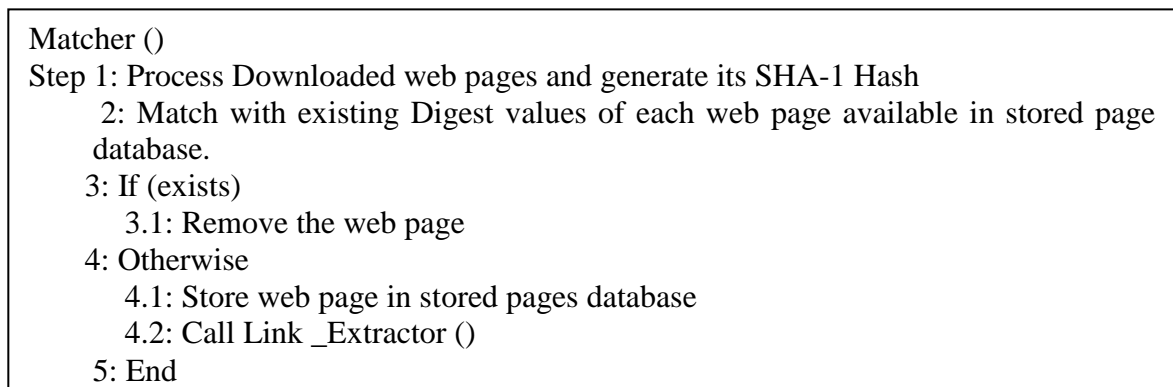 Matcher ()
Step 1: Process Downloaded web pages and generate its SHA-1 Hash
2: Match with existing Digest values of each web page available in stored page
database.
3: If (exists)
3.1: Remove the web page
4: Otherwise
4.1: Store web page in stored pages database
4.2: Call Link _Extractor ()
5: End